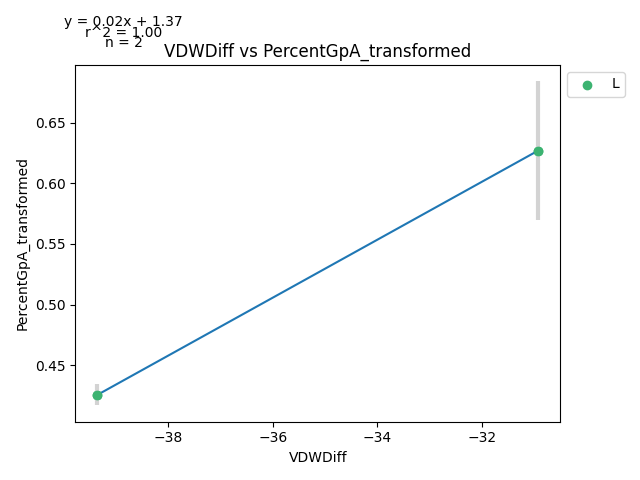 y = 0.02x + 1.37
r^2 = 1.00
n = 2
VDWDiff vs PercentGpA_transformed
L
PercentGpA_transformed
0.65
0.60
0.55
0.50
0.45
−38
−36
−34
−32
VDWDiff